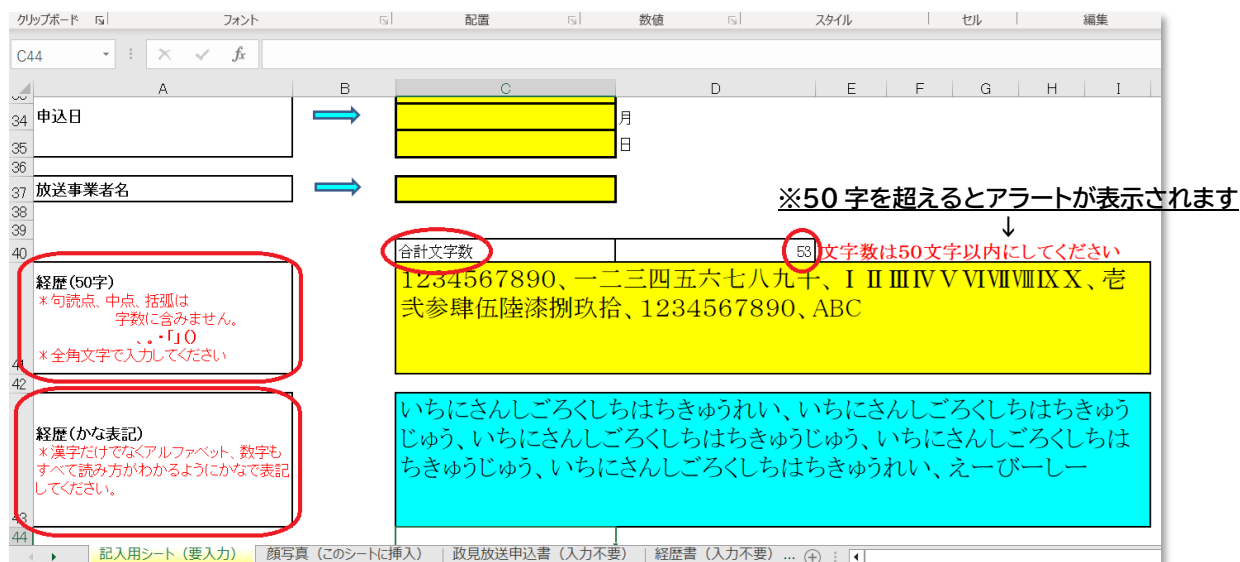 クリップボード フォント 配置 数値 スタイル セル 編集
C44 fx
A B C D E F G H I
34 申込日 月
35 日
36
37 放送事業者名
※50 字を超えるとアラートが表示されます
38
39 ↓
40 合計文字数 53 文字数は50文字以内にしてください
経歴(50字)
*句読点、中点、括弧は
字数に含みません。
、。・「」()
*全角文字で入力してください
1234567890、一二三四五六七八九十、ⅠⅡⅢⅣⅤⅥⅦⅧⅨⅩ、壱
弐参肆伍陸漆捌玖拾、1234567890、ABC
41
42
経歴(かな表記)
*漢字だけでなくアルファベット、数字も
すべて読み方がわかるようにかなで表記
してください。
いちにさんしごろくしちはちきゅうれい、いちにさんしごろくしちはちきゅう
じゅう、いちにさんしごろくしちはちきゅうじゅう、いちにさんしごろくしちは
ちきゅうじゅう、いちにさんしごろくしちはちきゅうれい、えーびーしー
43
44
記入用シート(要入力) 顔写真(このシートに挿入) 政見放送申込書(入力不要) 経歴書(入力不要) ...